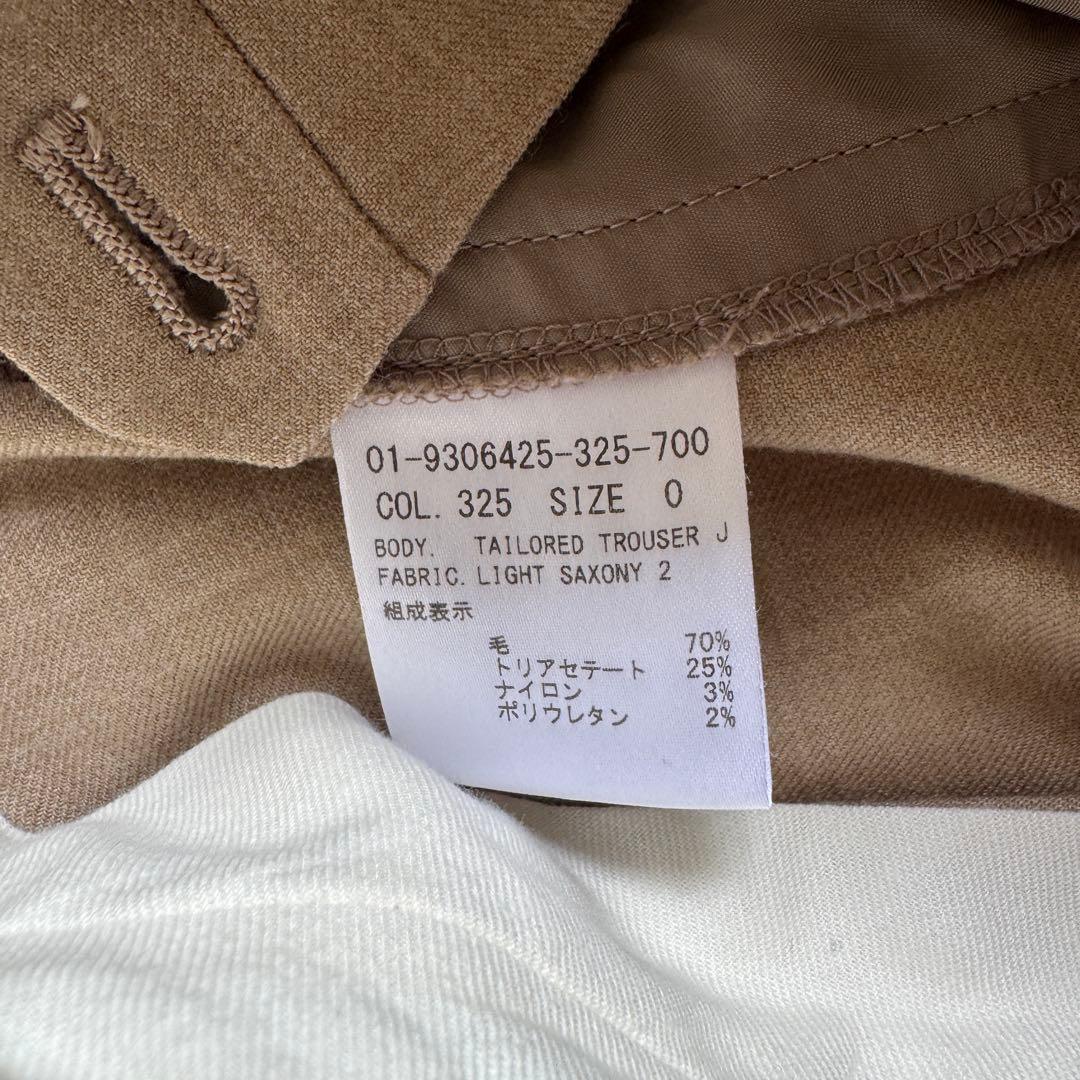 01-9306425-325-700
COL. 325 SIZE 0
BODY. TAILORED TROUSER J
FABRIC. LIGHT SAXONY 2
組成表示
毛 70%
トリアセテート 25%
ナイロン 3%
ポリウレタン 2%